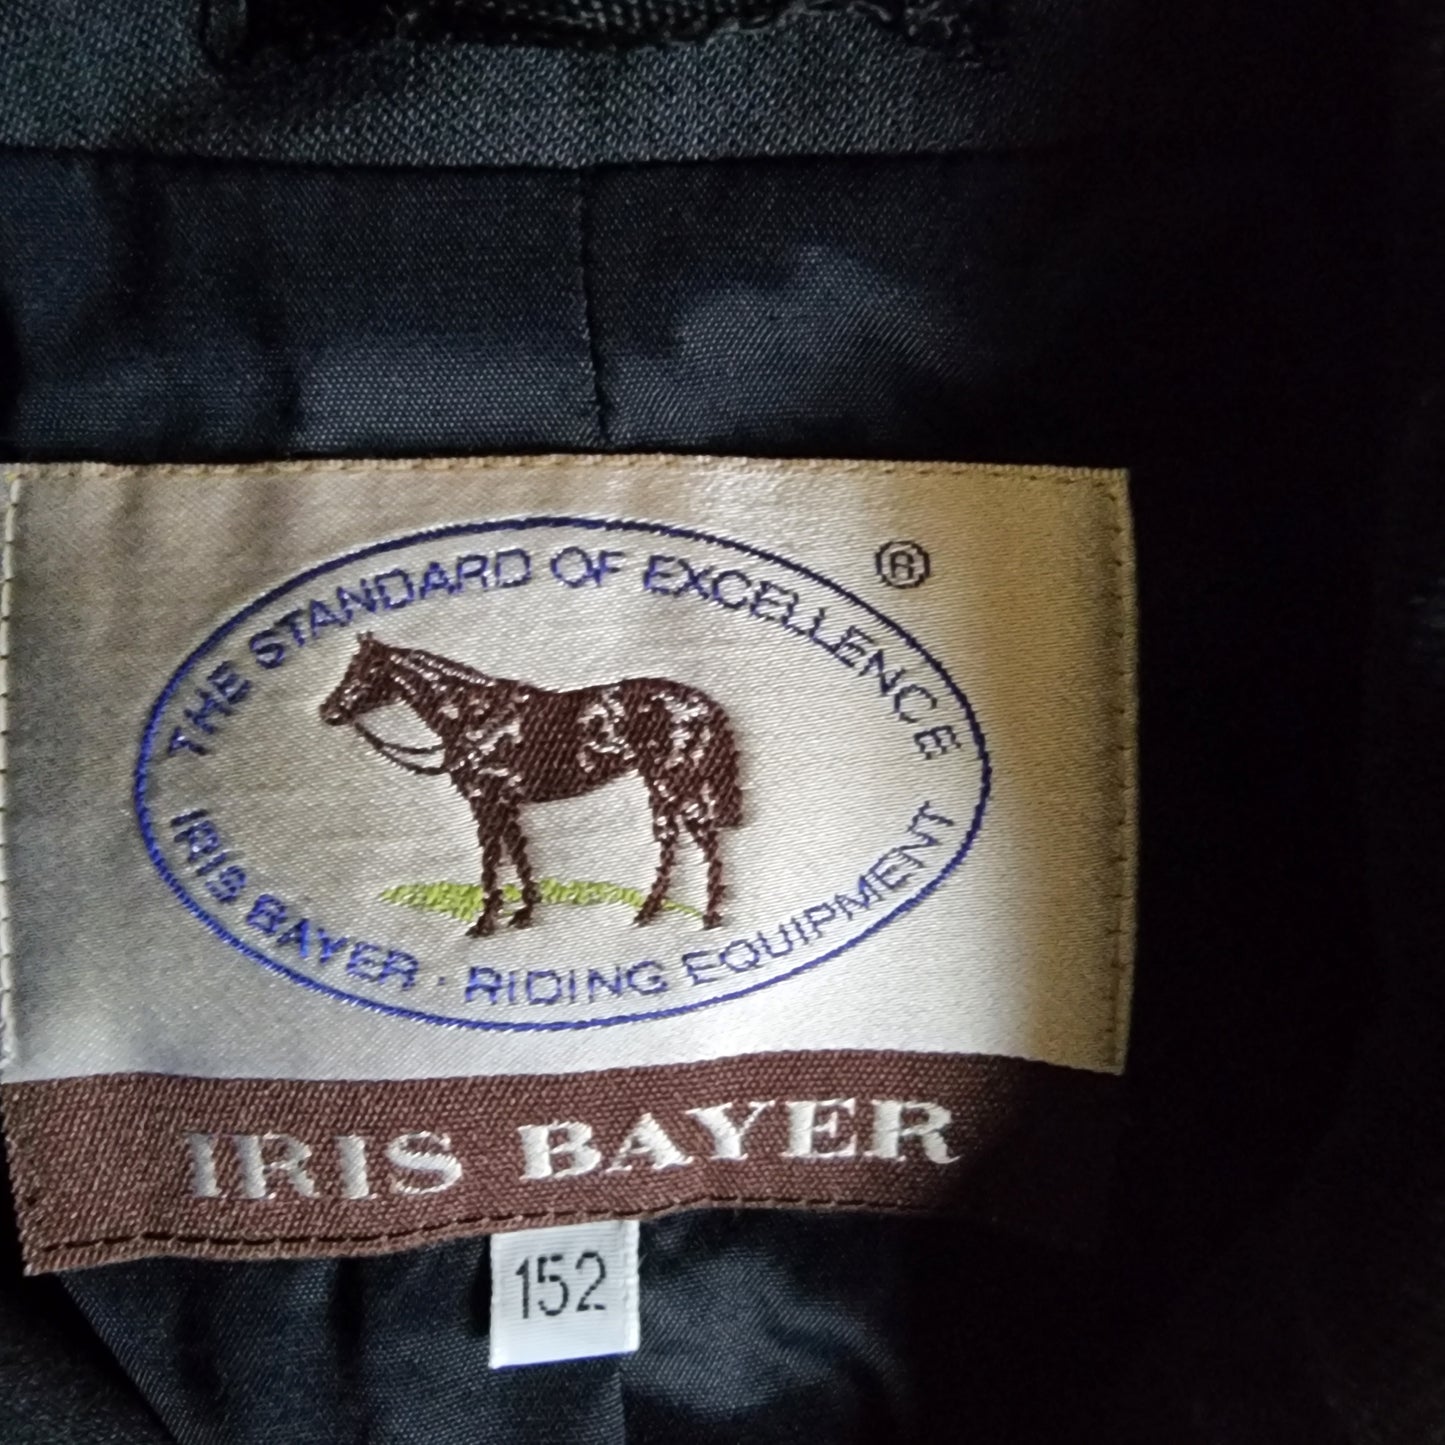 ®
THE STANDARD OF EXCELLENCE
IRIS BAYER · RIDING EQUIPMENT
IRIS BAYER
152